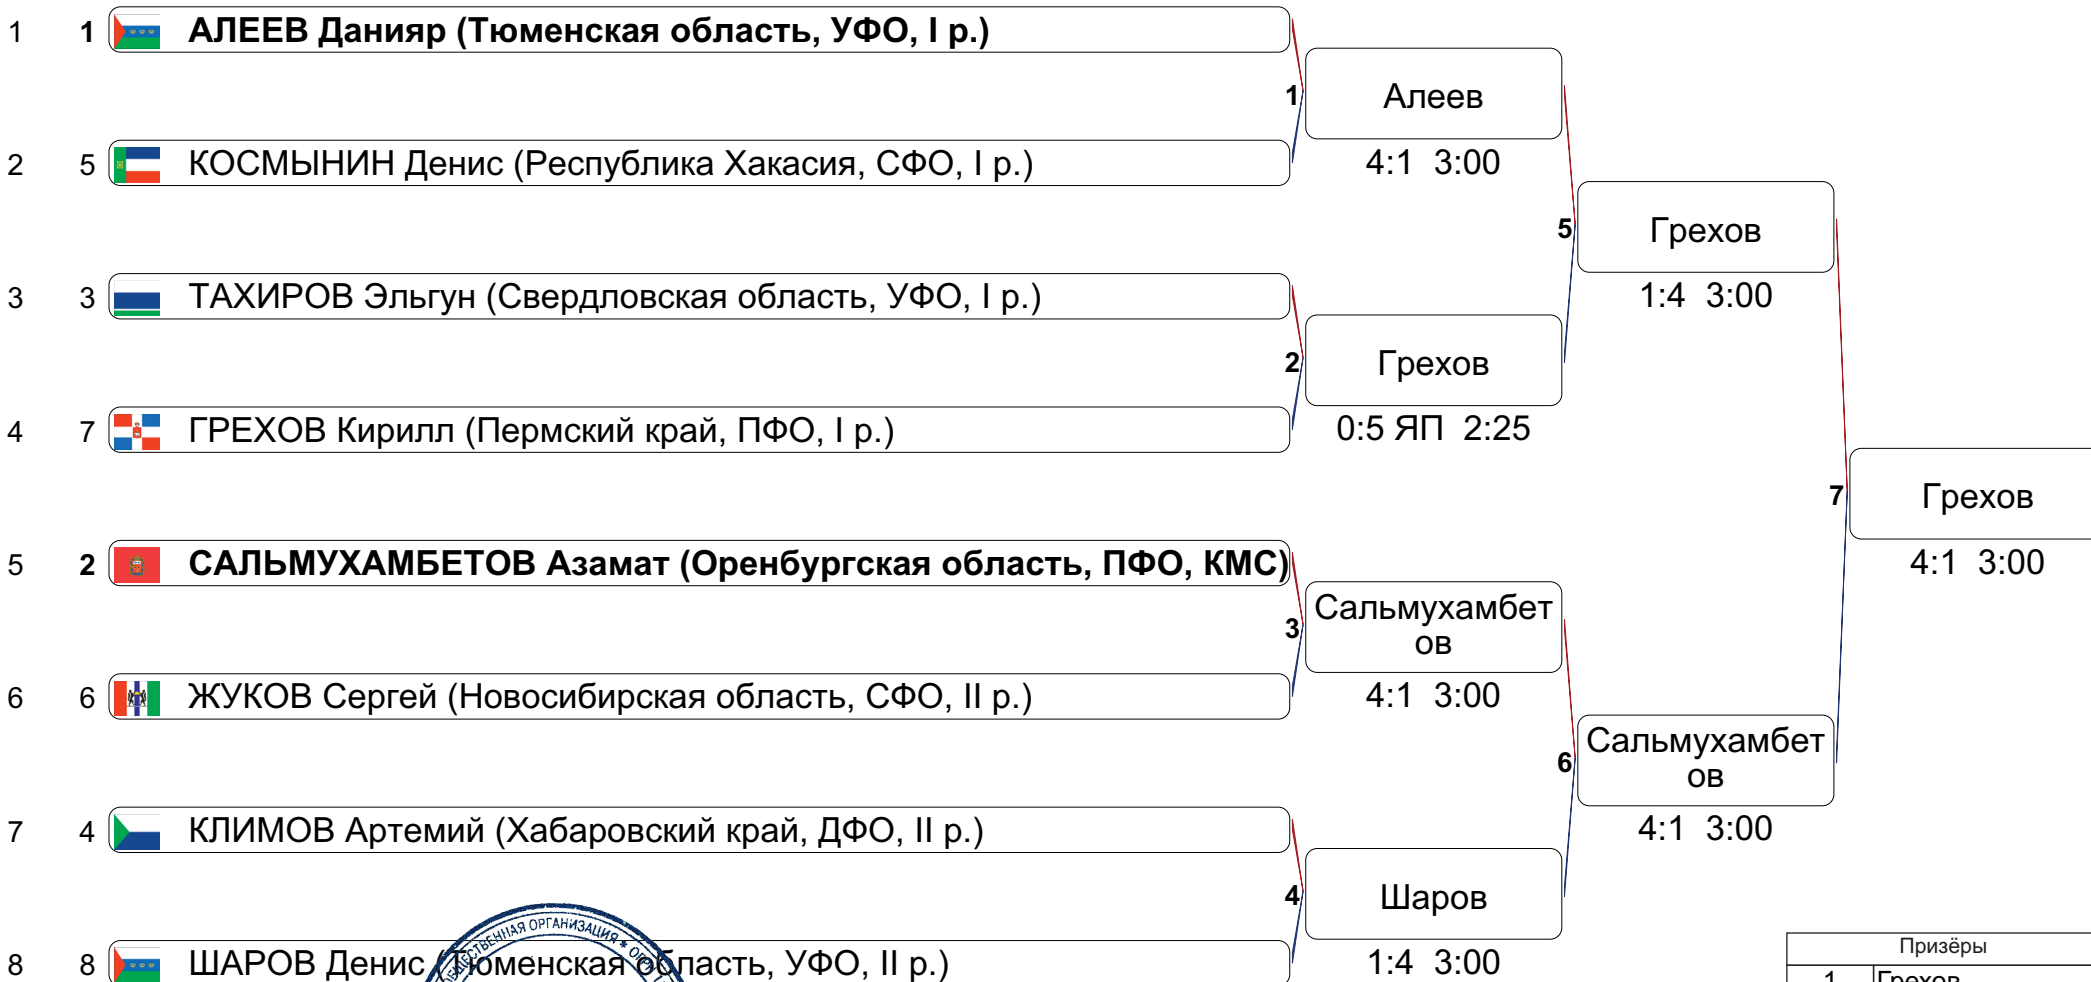 1 1 АЛЕЕВ Данияр (Тюменская область, УФО, I р.)
1 Алеев
4:1 3:00
2 5 КОСМЫНИН Денис (Республика Хакасия, СФО, I р.)
5 Грехов
1:4 3:00
3 3 ТАХИРОВ Эльгун (Свердловская область, УФО, I р.)
2 Грехов
0:5 ЯП 2:25
4 7 ГРЕХОВ Кирилл (Пермский край, ПФО, I р.)
7 Грехов
4:1 3:00
5 2 САЛЬМУХАМБЕТОВ Азамат (Оренбургская область, ПФО, КМС)
3 Сальмухамбет
ов
4:1 3:00
6 6 ЖУКОВ Сергей (Новосибирская область, СФО, II р.)
6 Сальмухамбет
ов
4:1 3:00
7 4 КЛИМОВ Артемий (Хабаровский край, ДФО, II р.)
4 Шаров
1:4 3:00
8 8 ШАРОВ Денис (Тюменская область, УФО, II р.)
ОБЩЕСТВЕННАЯ ОРГАНИЗАЦИЯ * ОГРН
Призёры
1 Грехов